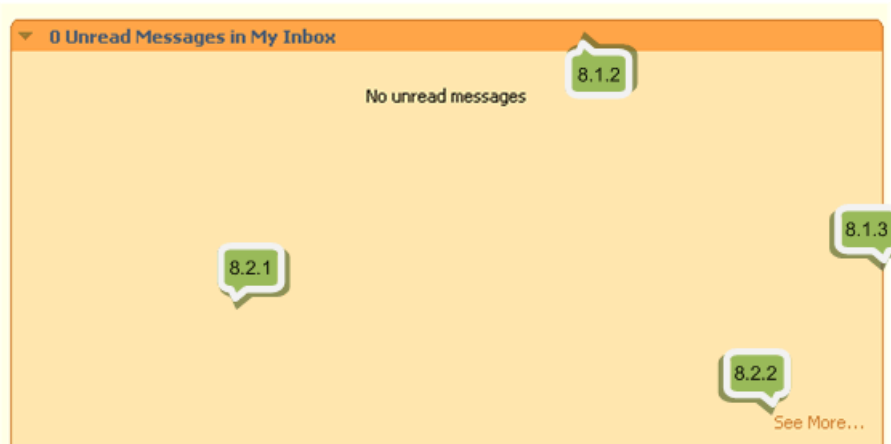 0 Unread Messages in My Inbox
8.1.2
No unread messages
8.1.3
8.2.1
8.2.2
See More...